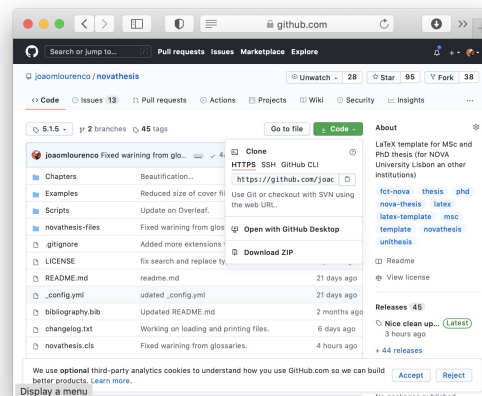 github.com
Search or jump to... /
Pull requests Issues Marketplace Explore
joaomlourenco / novathesis
Unwatch 28 Star 95 Fork 38
Code Issues 13 Pull requests Actions Projects Wiki Security Insights ...
5.1.5 2 branches 45 tags Go to file Code
joaomlourenco Fixed warining from glo...
Chapters Beautification...
Examples Reduced size of cover fil
Scripts Update on Overleaf.
novathesis-files Fixed warining from glos
.gitignore Added more extensions
LICENSE fix search and replace ty
README.md readme.md 21 days ago
_config.yml udated _config.yml 21 days ago
bibliography.bib Updated README.md 2 months ago
changelog.txt Working on loading and printing files. 6 days ago
novathesis.cls Fixed warining from glossaries. 4 hours ago
Clone
HTTPS SSH GitHub CLI
https://github.com/joac
Use Git or checkout with SVN using
the web URL.
Open with GitHub Desktop
Download ZIP
About
LaTeX template for MSc and
PhD thesis (for NOVA
University Lisbon an other
institutions)
fct-nova thesis phd
nova-thesis latex
latex-template msc
template novathesis
unlthesis
Readme
View license
Releases 45
Nice clean up... Latest
3 hours ago
+ 44 releases
We use optional third-party analytics cookies to understand how you use GitHub.com so we can build
better products. Learn more.
Accept Reject
No packages published
Display a menu